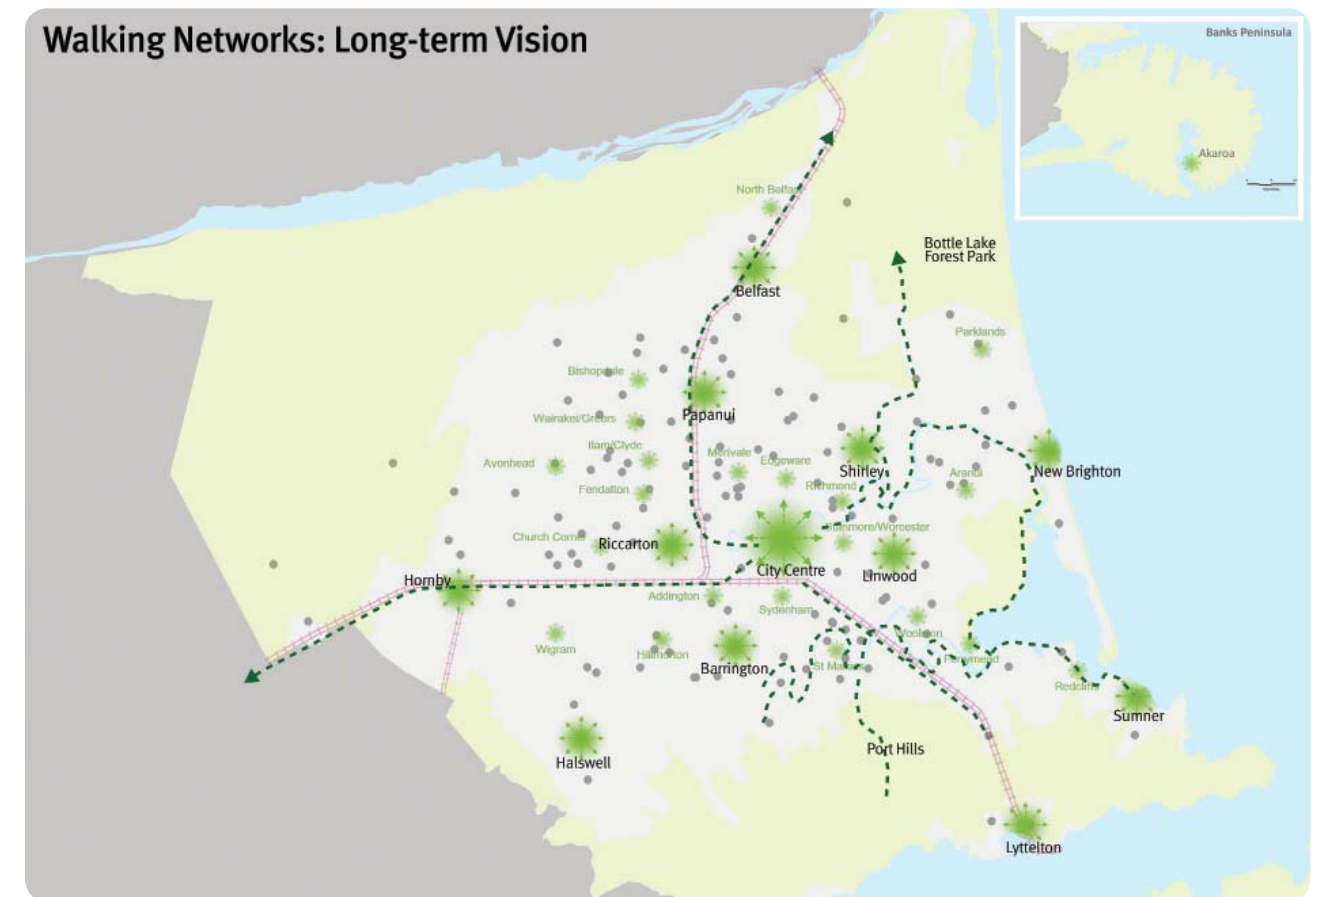 Walking Networks: Long-term Vision
Banks Peninsula
Akaroa
North Belfast
Bottle Lake
Forest Park
Belfast
Parklands
Bishopdale
Papanui
Wairakei/Greers
Ilam/Clyde
Merivale
Edgeware
Avonhead
Shirley
New Brighton
Aranui
Fendalton
Richmond
Stanmore/Worcester
Church Corner
Riccarton
City Centre
Linwood
Hornby
Addington
Sydenham
Woolston
Wigram
Hillmorton
Barrington
St Martins
Ferrymead
Redcliffs
Sumner
Port Hills
Halswell
Lyttelton